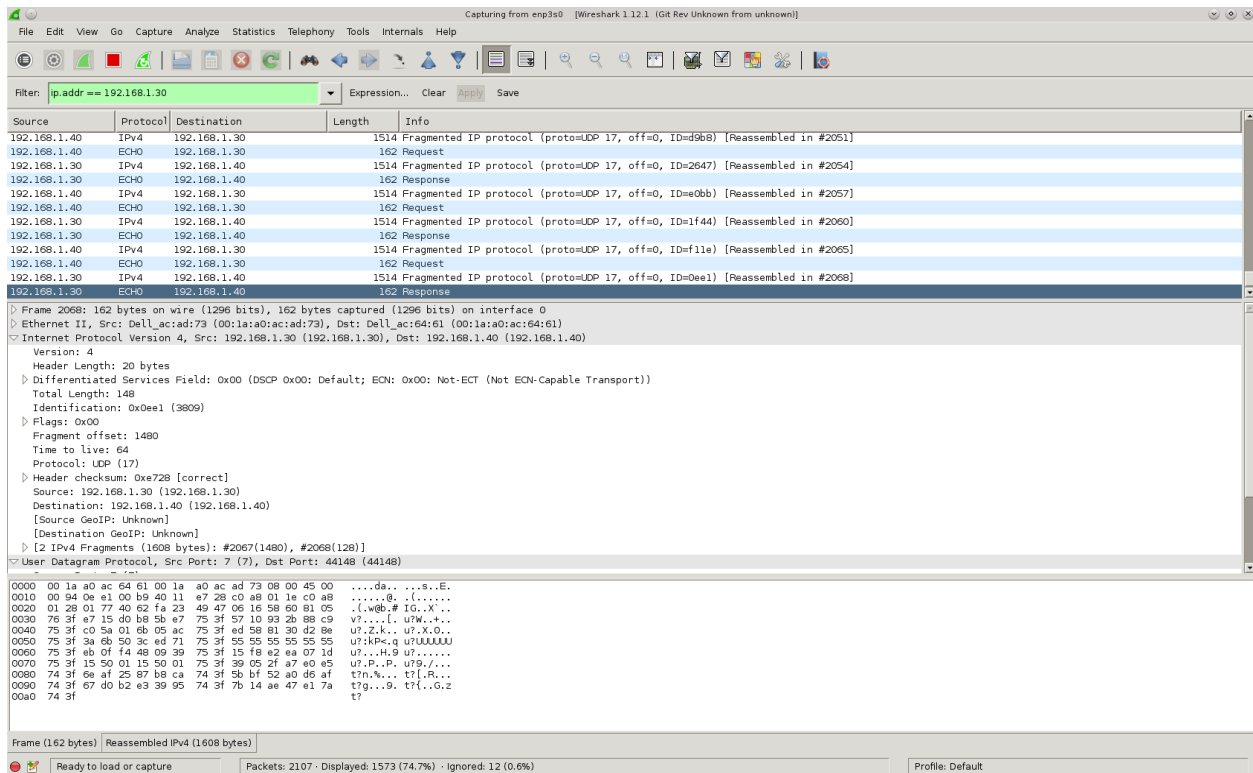 Capturing from enp3s0 [Wireshark 1.12.1 (Git Rev Unknown from unknown)]
File Edit View Go Capture Analyze Statistics Telephony Tools Internals Help
Filter: ip.addr == 192.168.1.30 Expression... Clear Apply Save
Source Protocol Destination Length Info
192.168.1.40 IPv4 192.168.1.30 1514 Fragmented IP protocol (proto=UDP 17, off=0, ID=d9b8) [Reassembled in #2051]
192.168.1.40 ECHO 192.168.1.30 162 Request
192.168.1.30 IPv4 192.168.1.40 1514 Fragmented IP protocol (proto=UDP 17, off=0, ID=2647) [Reassembled in #2054]
192.168.1.30 ECHO 192.168.1.40 162 Response
192.168.1.40 IPv4 192.168.1.30 1514 Fragmented IP protocol (proto=UDP 17, off=0, ID=e0bb) [Reassembled in #2057]
192.168.1.40 ECHO 192.168.1.30 162 Request
192.168.1.30 IPv4 192.168.1.40 1514 Fragmented IP protocol (proto=UDP 17, off=0, ID=1f44) [Reassembled in #2060]
192.168.1.30 ECHO 192.168.1.40 162 Response
192.168.1.40 IPv4 192.168.1.30 1514 Fragmented IP protocol (proto=UDP 17, off=0, ID=f11e) [Reassembled in #2065]
192.168.1.40 ECHO 192.168.1.30 162 Request
192.168.1.30 IPv4 192.168.1.40 1514 Fragmented IP protocol (proto=UDP 17, off=0, ID=0ee1) [Reassembled in #2068]
192.168.1.30 ECHO 192.168.1.40 162 Response
Frame 2068: 162 bytes on wire (1296 bits), 162 bytes captured (1296 bits) on interface 0
Ethernet II, Src: Dell_ac:ad:73 (00:1a:a0:ac:ad:73), Dst: Dell_ac:64:61 (00:1a:a0:ac:64:61)
Internet Protocol Version 4, Src: 192.168.1.30 (192.168.1.30), Dst: 192.168.1.40 (192.168.1.40)
Version: 4
Header Length: 20 bytes
Differentiated Services Field: 0x00 (DSCP 0x00: Default; ECN: 0x00: Not-ECT (Not ECN-Capable Transport))
Total Length: 148
Identification: 0x0ee1 (3809)
Flags: 0x00
Fragment offset: 1480
Time to live: 64
Protocol: UDP (17)
Header checksum: 0xe728 [correct]
Source: 192.168.1.30 (192.168.1.30)
Destination: 192.168.1.40 (192.168.1.40)
[Source GeoIP: Unknown]
[Destination GeoIP: Unknown]
[2 IPv4 Fragments (1608 bytes): #2067(1480), #2068(128)]
User Datagram Protocol, Src Port: 7 (7), Dst Port: 44148 (44148)
0000 00 1a a0 ac 64 61 00 1a a0 ac ad 73 08 00 45 00 ....da.. ...s..E.
0010 00 94 0e e1 00 b9 40 11 e7 28 c0 a8 01 1e c0 a8 ......@. .(......
0020 01 28 01 77 40 62 fa 23 49 47 06 16 58 60 81 05 .(.w@b.# IG..X`..
0030 76 3f e7 15 d0 b8 5b e7 75 3f 57 10 93 2b 88 c9 v?....[. u?W..+..
0040 75 3f c0 5a 01 6b 05 ac 75 3f ed 58 81 30 d2 8e u?.Z.k.. u?.X.0..
0050 75 3f 3a 6b 50 3c ed 71 75 3f 55 55 55 55 55 55 u?:kP<.q u?UUUUUU
0060 75 3f eb 0f f4 48 09 39 75 3f 15 f8 e2 ea 07 1d u?...H.9 u?......
0070 75 3f 15 50 01 15 50 01 75 3f 39 05 2f a7 e0 e5 u?.P..P. u?9./...
0080 74 3f 6e af 25 87 b8 ca 74 3f 5b bf 52 a0 d6 af t?n.%... t?[.R...
0090 74 3f 67 d0 b2 e3 39 95 74 3f 7b 14 ae 47 e1 7a t?g...9. t?{..G.z
00a0 74 3f t?
Frame (162 bytes) Reassembled IPv4 (1608 bytes)
Ready to load or capture Packets: 2107 · Displayed: 1573 (74.7%) · Ignored: 12 (0.6%) Profile: Default